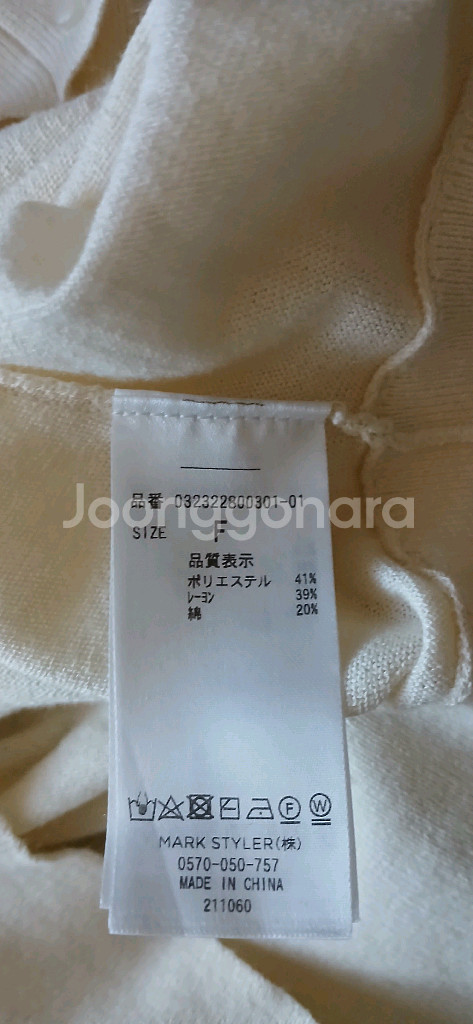 品番 032322800301-01
Joonggonara
SIZE F
品質表示
ポリエステル 41%
レーヨン 39%
綿 20%
F W
MARK STYLER(株)
0570-050-757
MADE IN CHINA
211060